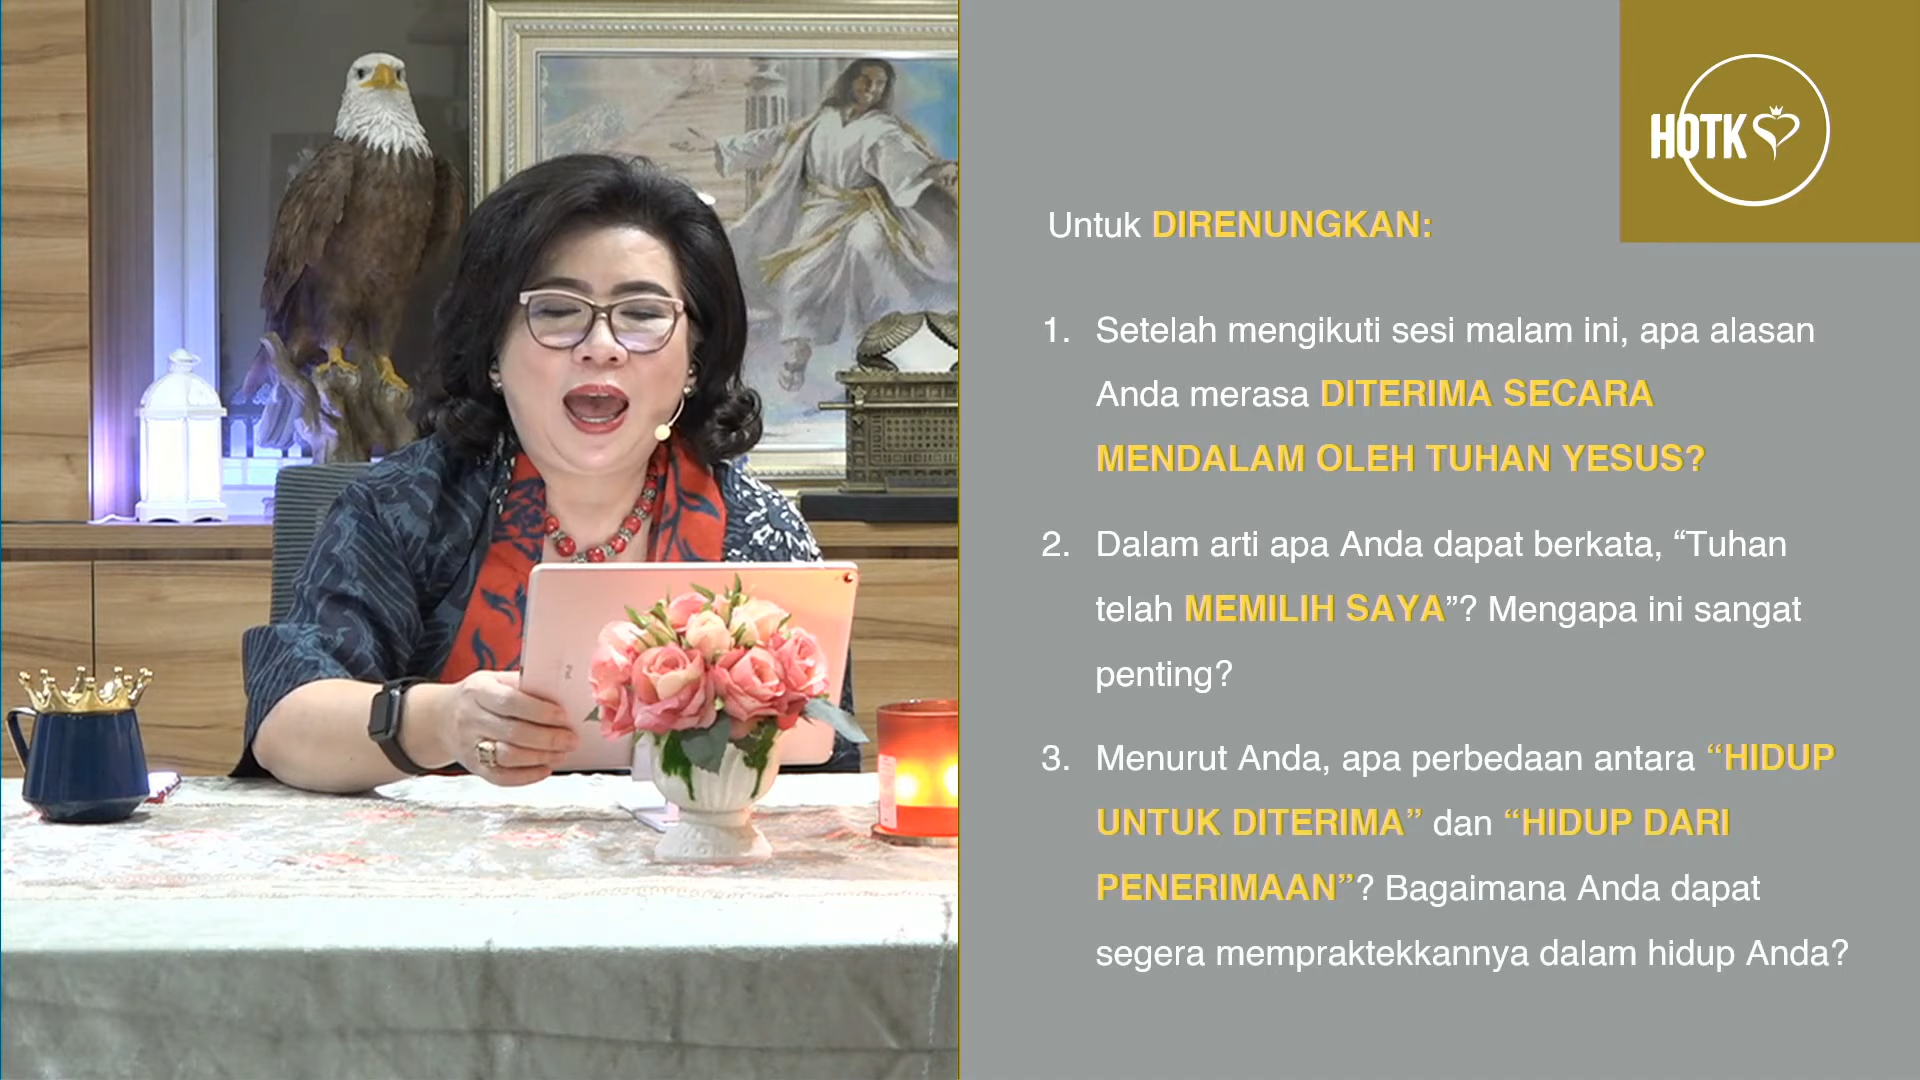 HOTK
Untuk DIRENUNGKAN:
1. Setelah mengikuti sesi malam ini, apa alasan
Anda merasa DITERIMA SECARA
MENDALAM OLEH TUHAN YESUS?
2. Dalam arti apa Anda dapat berkata, “Tuhan
telah MEMILIH SAYA”? Mengapa ini sangat
penting?
3. Menurut Anda, apa perbedaan antara “HIDUP
UNTUK DITERIMA” dan “HIDUP DARI
PENERIMAAN”? Bagaimana Anda dapat
segera mempraktekkannya dalam hidup Anda?